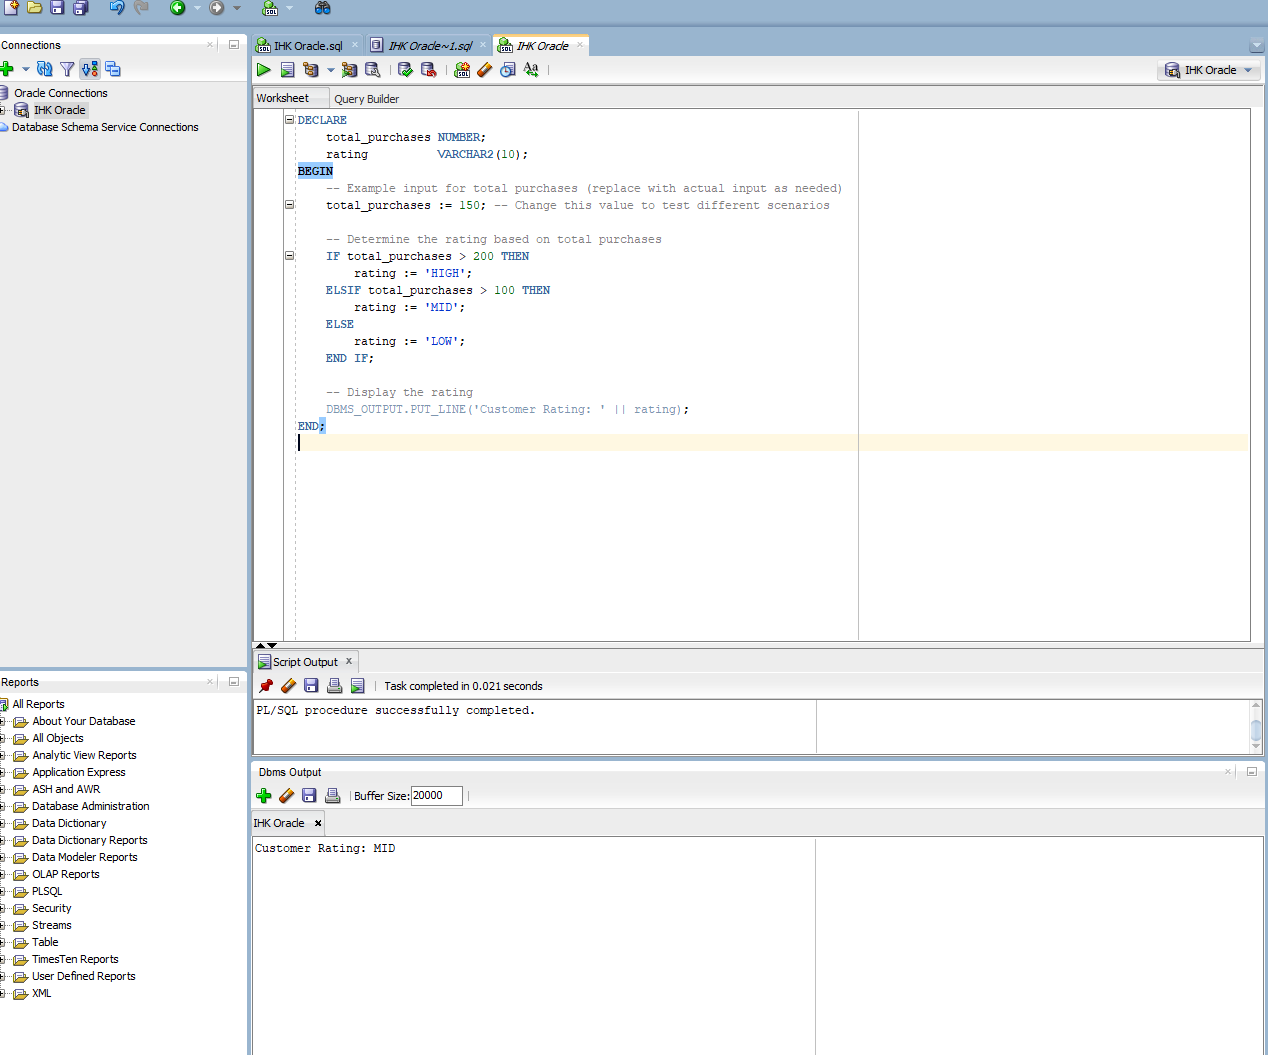 Connections
Oracle Connections
IHK Oracle
Database Schema Service Connections
Reports
All Reports
About Your Database
All Objects
Analytic View Reports
Application Express
ASH and AWR
Database Administration
Data Dictionary
Data Dictionary Reports
Data Modeler Reports
OLAP Reports
PLSQL
Security
Streams
Table
TimesTen Reports
User Defined Reports
XML
IHK Oracle.sql
IHK Oracle~1.sql
IHK Oracle
IHK Oracle
Worksheet
Query Builder
DECLARE
    total_purchases NUMBER;
    rating          VARCHAR2(10);
BEGIN
    -- Example input for total purchases (replace with actual input as needed)
    total_purchases := 150; -- Change this value to test different scenarios
    -- Determine the rating based on total purchases
    IF total_purchases > 200 THEN
        rating := 'HIGH';
    ELSIF total_purchases > 100 THEN
        rating := 'MID';
    ELSE
        rating := 'LOW';
    END IF;
    -- Display the rating
    DBMS_OUTPUT.PUT_LINE('Customer Rating: ' || rating);
END;
Script Output
Task completed in 0.021 seconds
PL/SQL procedure successfully completed.
Dbms Output
Buffer Size: 20000
IHK Oracle
Customer Rating: MID